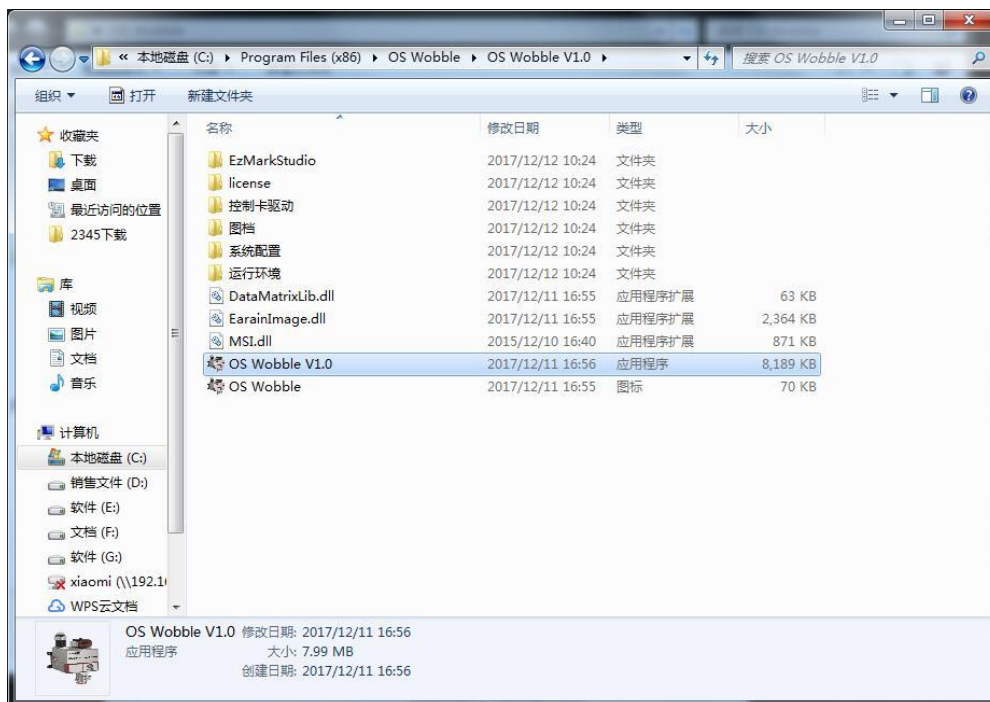 « 本地磁盘 (C:) ▸ Program Files (x86) ▸ OS Wobble ▸ OS Wobble V1.0 ▸ 搜索 OS Wobble V1.0
组织 打开 新建文件夹
收藏夹
下载
桌面
最近访问的位置
2345下载
库
视频
图片
文档
音乐
计算机
本地磁盘 (C:)
销售文件 (D:)
软件 (E:)
文档 (F:)
软件 (G:)
xiaomi (\\192.1
WPS云文档
名称 修改日期 类型 大小
EzMarkStudio 2017/12/12 10:24 文件夹
license 2017/12/12 10:24 文件夹
控制卡驱动 2017/12/12 10:24 文件夹
图档 2017/12/12 10:24 文件夹
系统配置 2017/12/12 10:24 文件夹
运行环境 2017/12/12 10:24 文件夹
DataMatrixLib.dll 2017/12/11 16:55 应用程序扩展 63 KB
EarainImage.dll 2017/12/11 16:55 应用程序扩展 2,364 KB
MSI.dll 2015/12/10 16:40 应用程序扩展 871 KB
OS Wobble V1.0 2017/12/11 16:56 应用程序 8,189 KB
OS Wobble 2017/12/11 16:55 图标 70 KB
OS Wobble V1.0 修改日期: 2017/12/11 16:56
应用程序 大小: 7.99 MB
创建日期: 2017/12/11 16:56